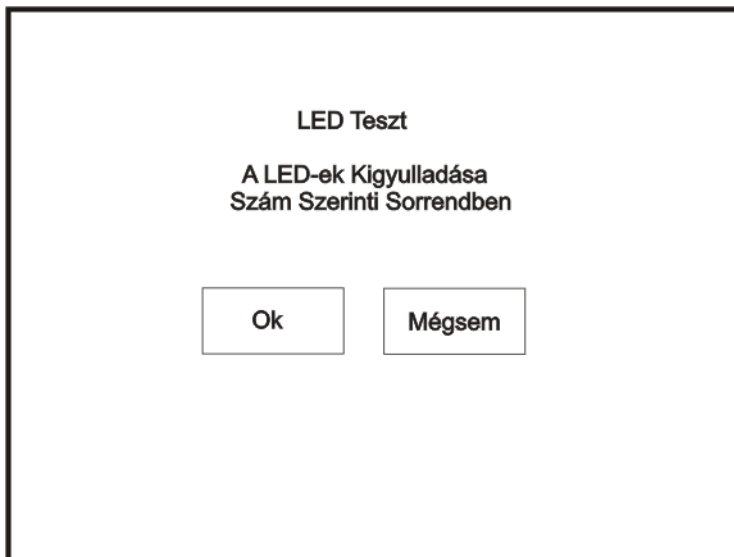 LED Teszt
A LED-ek Kigyulladása
Szám Szerinti Sorrendben
Ok
Mégsem